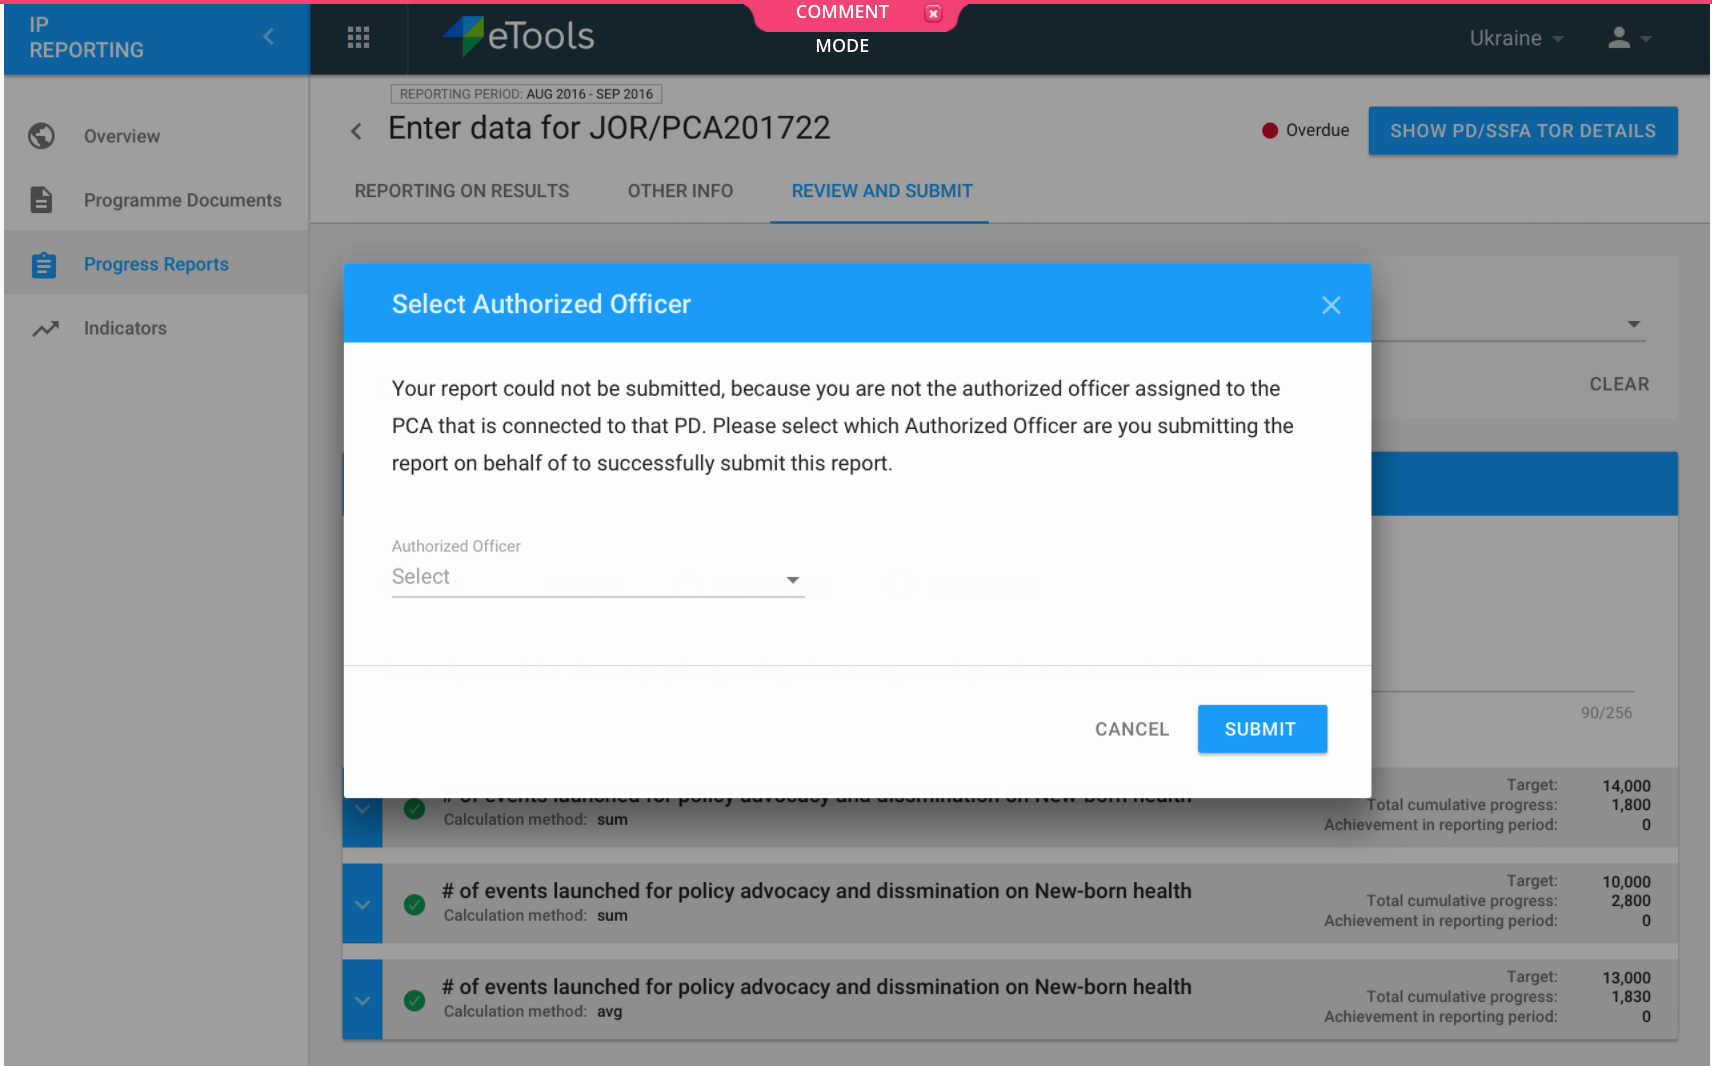 COMMENT
MODE
IP
REPORTING
eTools
Ukraine
Overview
Programme Documents
Progress Reports
Indicators
REPORTING PERIOD: AUG 2016 - SEP 2016
Enter data for JOR/PCA201722
Overdue
SHOW PD/SSFA TOR DETAILS
REPORTING ON RESULTS
OTHER INFO
REVIEW AND SUBMIT
CLEAR
Select Authorized Officer
Your report could not be submitted, because you are not the authorized officer assigned to the
PCA that is connected to that PD. Please select which Authorized Officer are you submitting the
report on behalf of to successfully submit this report.
Authorized Officer
Select
CANCEL
SUBMIT
90/256
# of events launched for policy advocacy and dissmination on New-born health
Calculation method: sum
Target: 14,000
Total cumulative progress: 1,800
Achievement in reporting period: 0
# of events launched for policy advocacy and dissmination on New-born health
Calculation method: sum
Target: 10,000
Total cumulative progress: 2,800
Achievement in reporting period: 0
# of events launched for policy advocacy and dissmination on New-born health
Calculation method: avg
Target: 13,000
Total cumulative progress: 1,830
Achievement in reporting period: 0